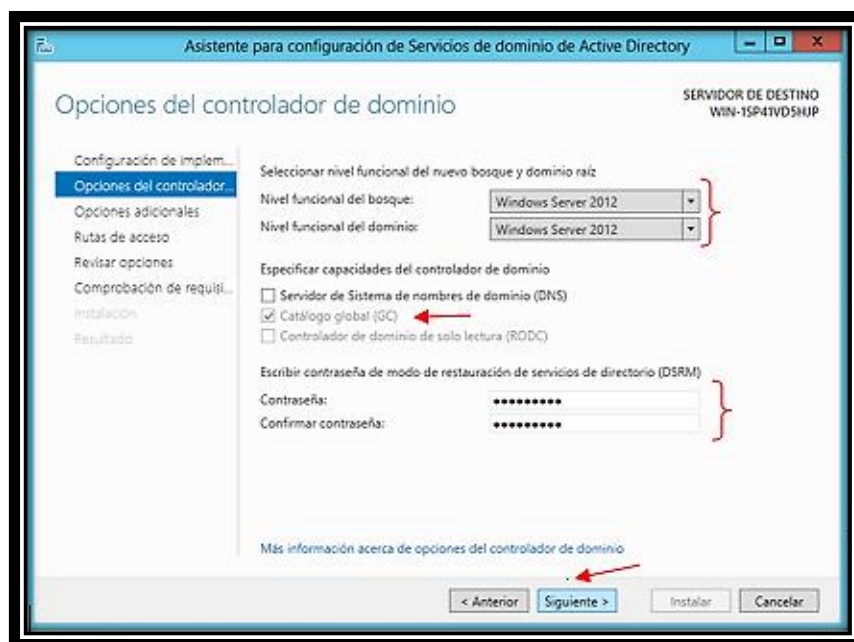 Asistente para configuración de Servicios de dominio de Active Directory
Opciones del controlador de dominio
SERVIDOR DE DESTINO
WIN-1SP41VD5HJP
Configuración de implem...
Opciones del controlador...
Opciones adicionales
Rutas de acceso
Revisar opciones
Comprobación de requisi...
Instalación
Resultado
Seleccionar nivel funcional del nuevo bosque y dominio raíz
Nivel funcional del bosque: Windows Server 2012
Nivel funcional del dominio: Windows Server 2012
Especificar capacidades del controlador de dominio
Servidor de Sistema de nombres de dominio (DNS)
Catálogo global (GC)
Controlador de dominio de solo lectura (RODC)
Escribir contraseña de modo de restauración de servicios de directorio (DSRM)
Contraseña: •••••••••
Confirmar contraseña: •••••••••
Más información acerca de opciones del controlador de dominio
< Anterior Siguiente > Instalar Cancelar